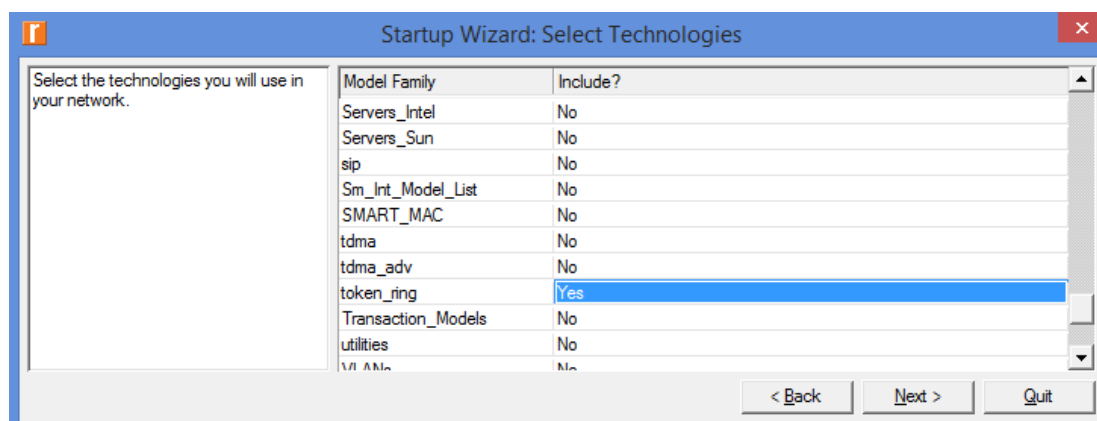 Startup Wizard: Select Technologies
Select the technologies you will use in
your network.
Model Family Include?
Servers_Intel No
Servers_Sun No
sip No
Sm_Int_Model_List No
SMART_MAC No
tdma No
tdma_adv No
token_ring Yes
Transaction_Models No
utilities No
VLANs No
< Back Next > Quit